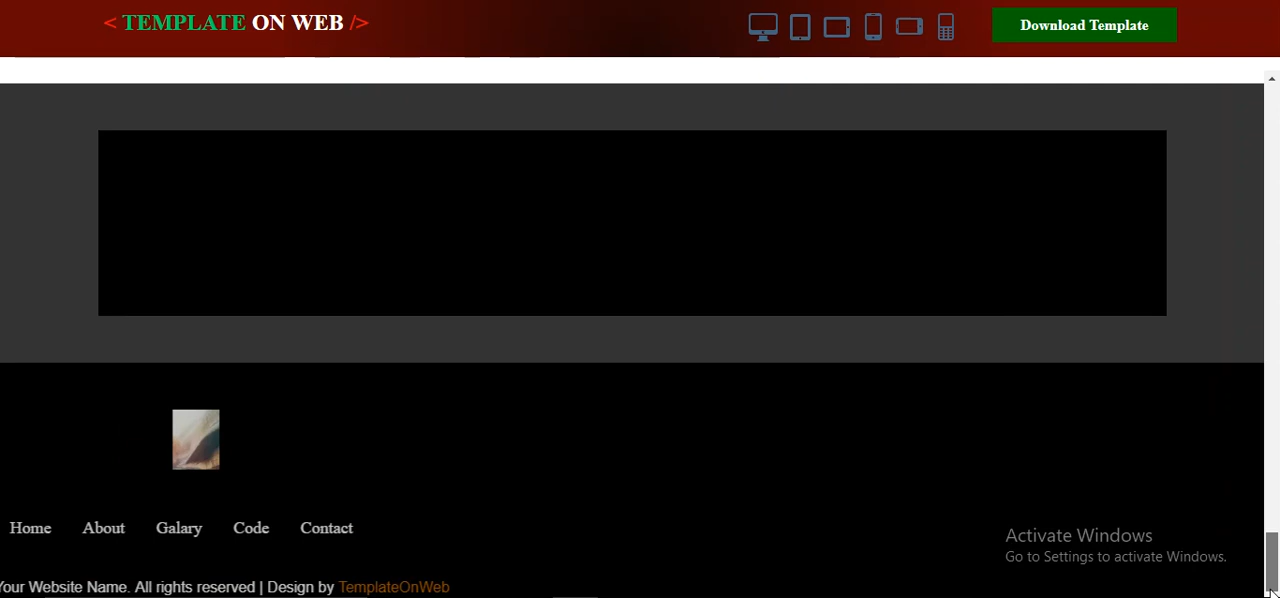 < TEMPLATE ON WEB />
Download Template
Home About Galary Code Contact
Activate Windows
Go to Settings to activate Windows.
Your Website Name. All rights reserved | Design by TemplateOnWeb